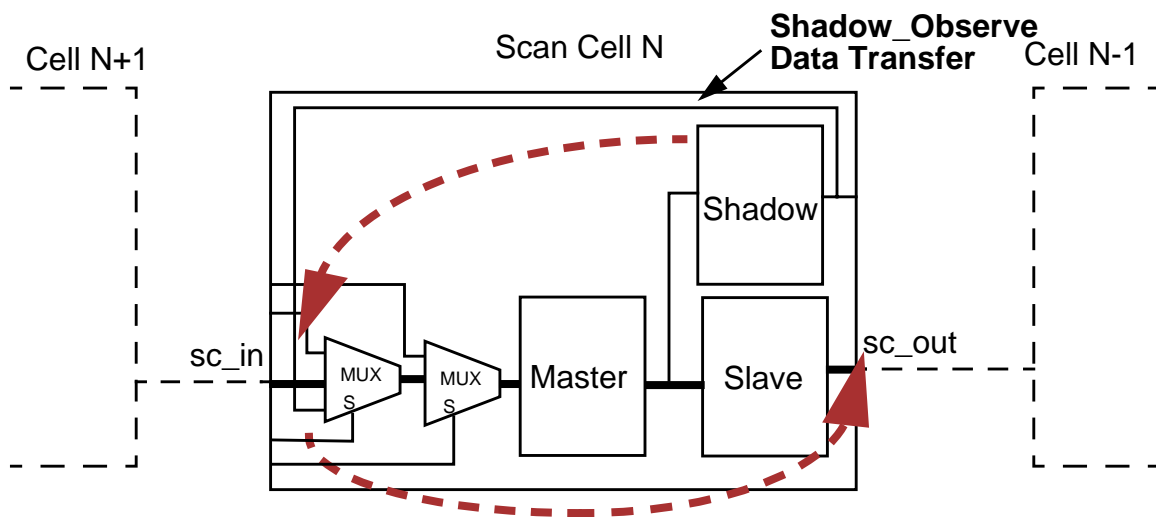 Cell N+1
Scan Cell N
Shadow_Observe
Data Transfer
Cell N-1
Shadow
sc_in
MUX
S
MUX
S
Master
Slave
sc_out